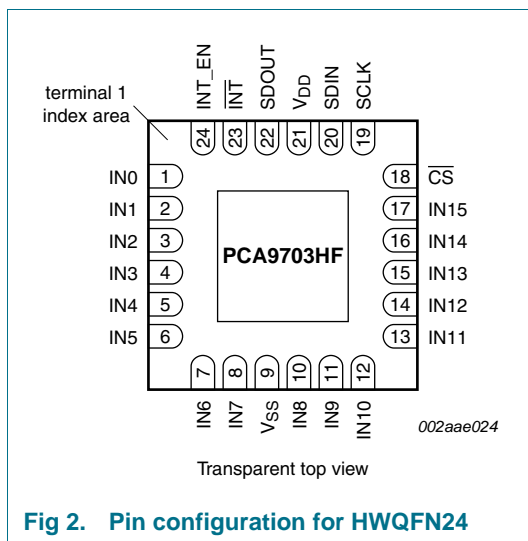 INT_EN INT SDOUT VDD SDIN SCLK
terminal 1
index area
24 23 22 21 20 19
IN0 1 18 CS
IN1 2 17 IN15
IN2 3 16 IN14
PCA9703HF
IN3 4 15 IN13
IN4 5 14 IN12
IN5 6 13 IN11
7 8 9 10 11 12
IN6 IN7 VSS IN8 IN9 IN10
002aae024
Transparent top view
Fig 2. Pin configuration for HWQFN24